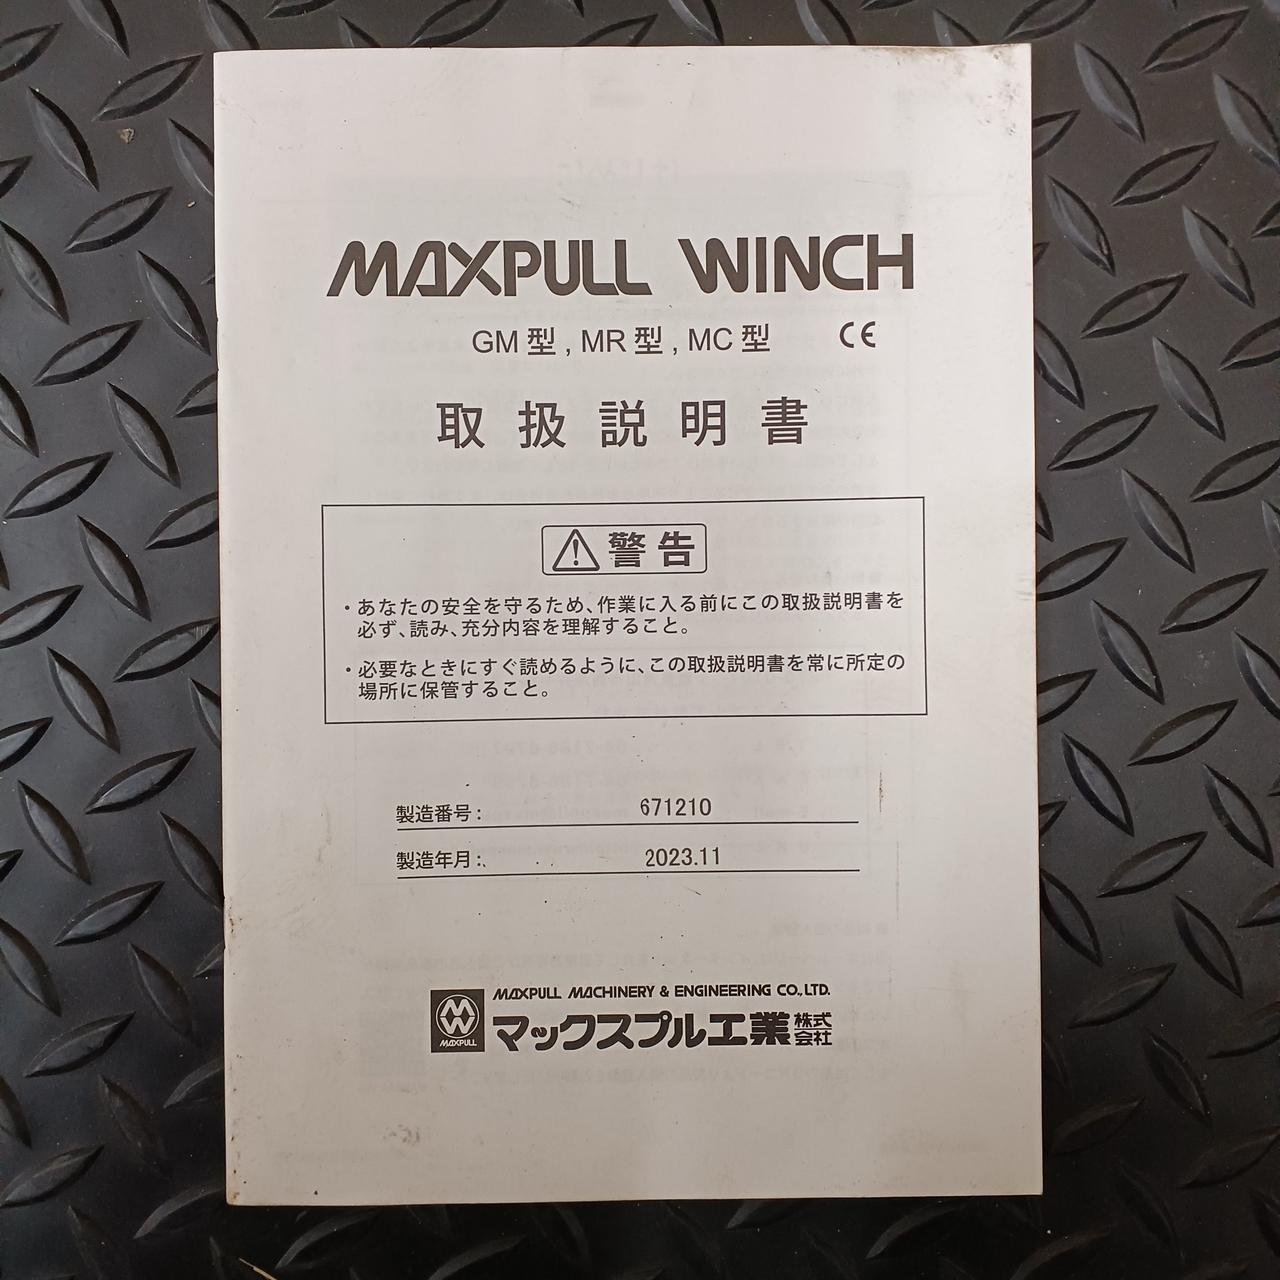 MAXPULL WINCH
GM型, MR型, MC型 CE
取扱説明書
警告
・あなたの安全を守るため、作業に入る前にこの取扱説明書を
必ず、読み、充分内容を理解すること。
・必要なときにすぐ読めるように、この取扱説明書を常に所定の
場所に保管すること。
製造番号: 671210
製造年月: 2023.11
MAXPULL MACHINERY & ENGINEERING CO.,LTD.
MAXPULL マックスプル工業株式会社